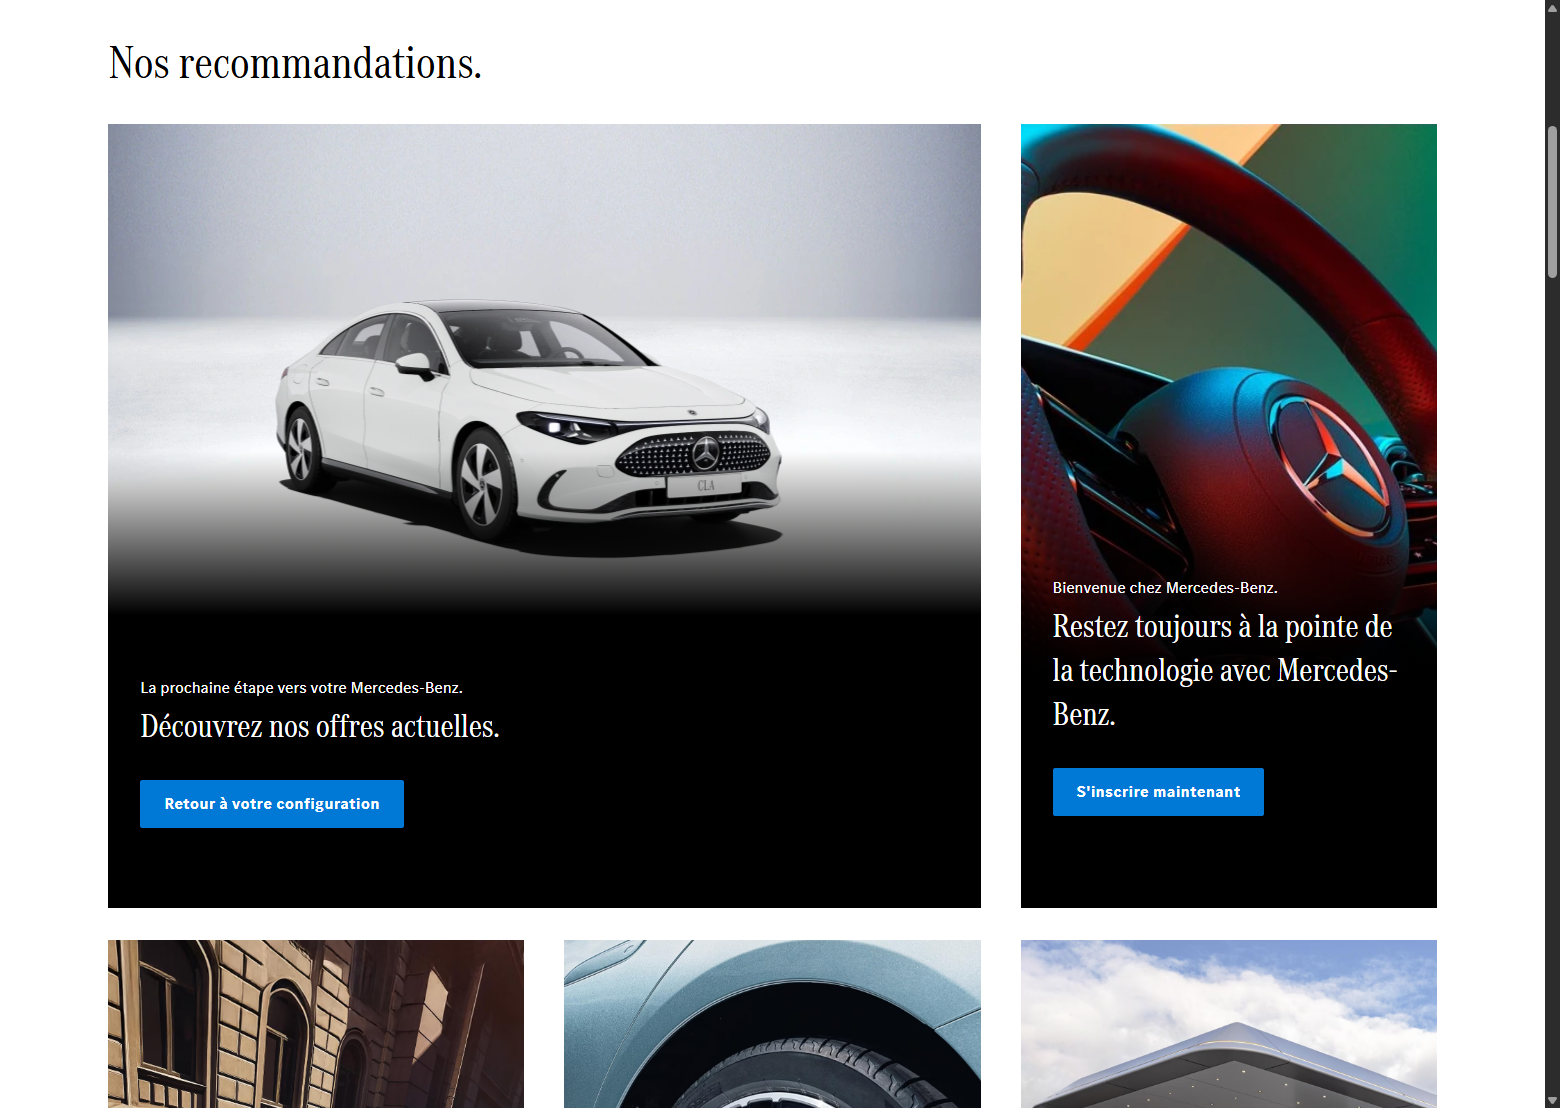 Nos recommandations.
CLA
La prochaine étape vers votre Mercedes-Benz.
Découvrez nos offres actuelles.
Retour à votre configuration
Bienvenue chez Mercedes-Benz.
Restez toujours à la pointe de
la technologie avec Mercedes-
Benz.
S'inscrire maintenant